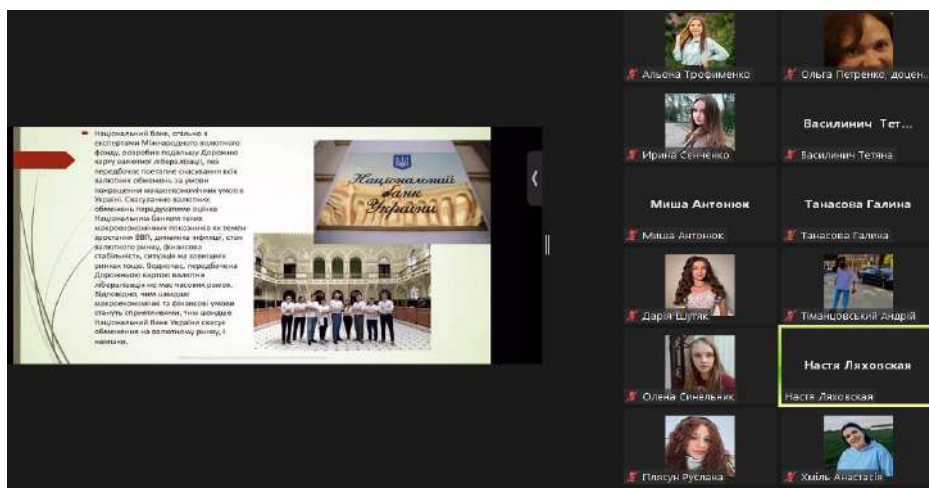 Національний Банк, спільно з
експертами Міжнародного валютного
фонду, розробив подальшу Дорожню
карту валютної лібералізації, яка
передбачає поетапне скасування всіх
валютних обмежень за умови
покращення макроекономічних умов в
Україні. Скасуванню валютних
обмежень передуватиме оцінка
Національним банком таких
макроекономічних показників як темпи
зростання ВВП, динаміка інфляції, стан
валютного ринку, фінансова
стабільність, ситуація на зовнішніх
ринках тощо. Водночас, передбачена
Дорожньою картою валютна
лібералізація не має часових рамок.
Відповідно, чим швидше
макроекономічні та фінансові умови
стануть сприятливими, тим швидше
Національний банк України скасує
обмеження на валютному ринку, і
навпаки.
Національний
банк
України
Альона Трофименко
Ольга Петренко, доцен...
Ирина Сенченко
Василинич Тет...
Василинич Тетяна
Миша Антонюк
Миша Антонюк
Танасова Галина
Танасова Галина
Дарія Шутяк
Тіманцовський Андрій
Олена Синельник
Настя Ляховская
Настя Ляховская
Плясун Руслана
Хміль Анастасія